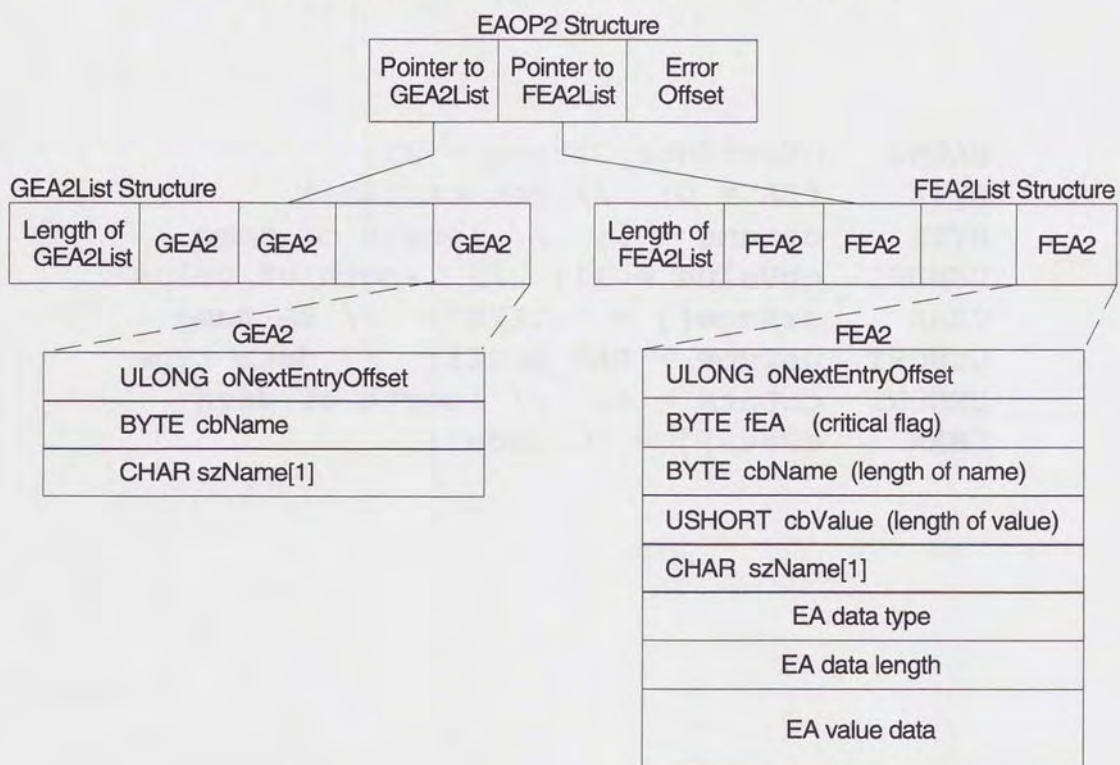 EAOP2 Structure
Pointer to
GEA2List
Pointer to
FEA2List
Error
Offset
GEA2List Structure
Length of
GEA2List
GEA2
GEA2
GEA2
FEA2List Structure
Length of
FEA2List
FEA2
FEA2
FEA2
GEA2
ULONG oNextEntryOffset
BYTE cbName
CHAR szName[1]
FEA2
ULONG oNextEntryOffset
BYTE fEA (critical flag)
BYTE cbName (length of name)
USHORT cbValue (length of value)
CHAR szName[1]
EA data type
EA data length
EA value data